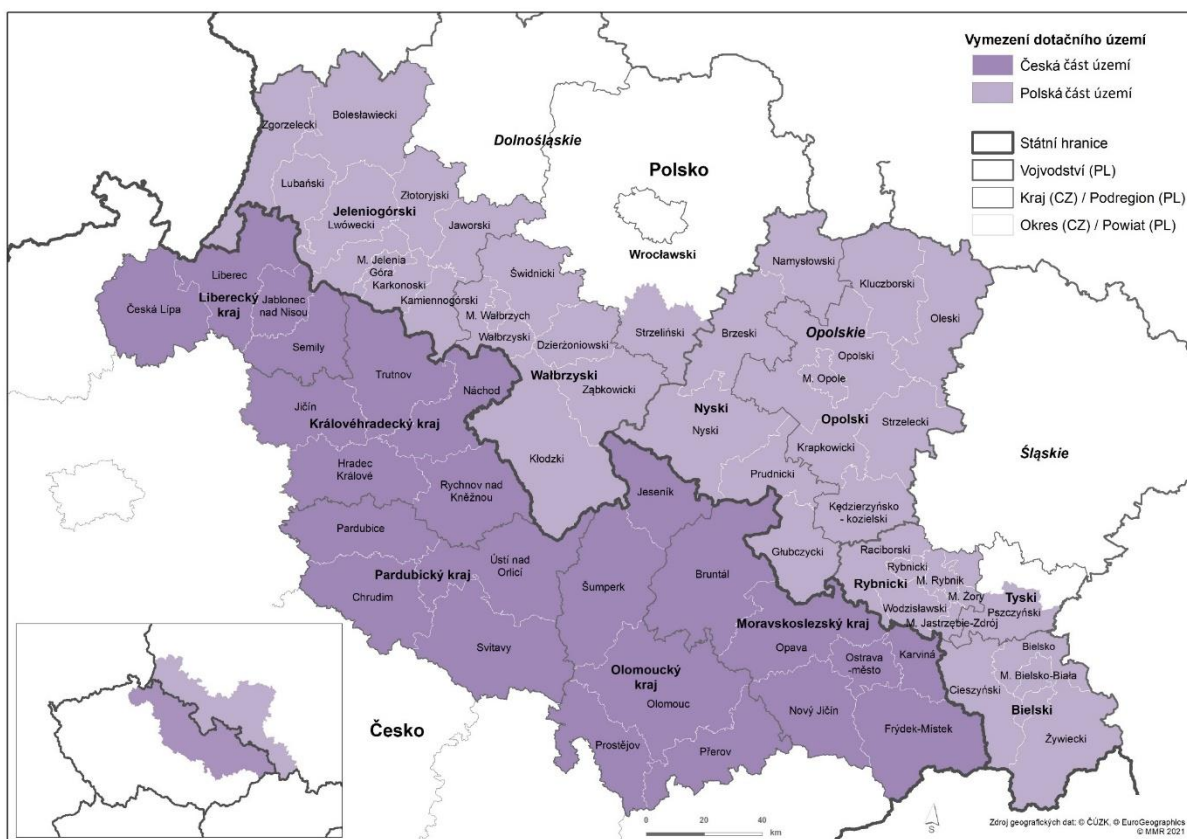 Vymezení dotačního území
Česká část území
Polská část území
Státní hranice
Vojvodství (PL)
Kraj (CZ) / Podregion (PL)
Okres (CZ) / Powiat (PL)
Bolesławiecki
Zgorzelecki
Dolnośląskie
Polsko
Lubański
Złotoryjski
Jeleniogórski
Lwówecki
Jaworski
Wrocławski
M. Jelenia
Góra
Karkonoski
Świdnicki
Namysłowski
Kluczborski
Oleski
Liberec
Kamiennogórski
M. Wałbrzych
Česká Lípa
Liberecký
kraj
Jablonec
nad Nisou
Wałbrzyski
Dzierżoniowski
Strzeliński
Brzeski
Opolskie
Semily
Opolski
M. Opole
Trutnov
Náchod
Wałbrzyski
Ząbkowicki
Jičín
Královéhradecký kraj
Nyski
Nyski
Opolski
Strzelecki
Krapkowicki
Śląskie
Hradec
Králové
Kłodzki
Rychnov nad
Kněžnou
Jeseník
Prudnicki
Kędzierzyńsko
- kozielski
Pardubice
Głubczycki
Raciborski
Rybnicki
M. Rybnik
Rybnicki
M. Żory
Tyski
Pszczyński
Wodzisławski
M. Jastrzębie-Zdrój
Ústí nad
Orlicí
Pardubický kraj
Chrudim
Šumperk
Bruntál
Moravskoslezský kraj
Svitavy
Opava
Ostrava
-město
Karviná
Bielsko
M. Bielsko-Biała
Cieszyński
Bielski
Żywiecki
Olomoucký
kraj
Olomouc
Nový Jičín
Frýdek-Místek
Česko
Prostějov
Přerov
0 20 40
km
S
Zdroj geografických dat: © ČÚZK, © EuroGeographics
© MMR 2021